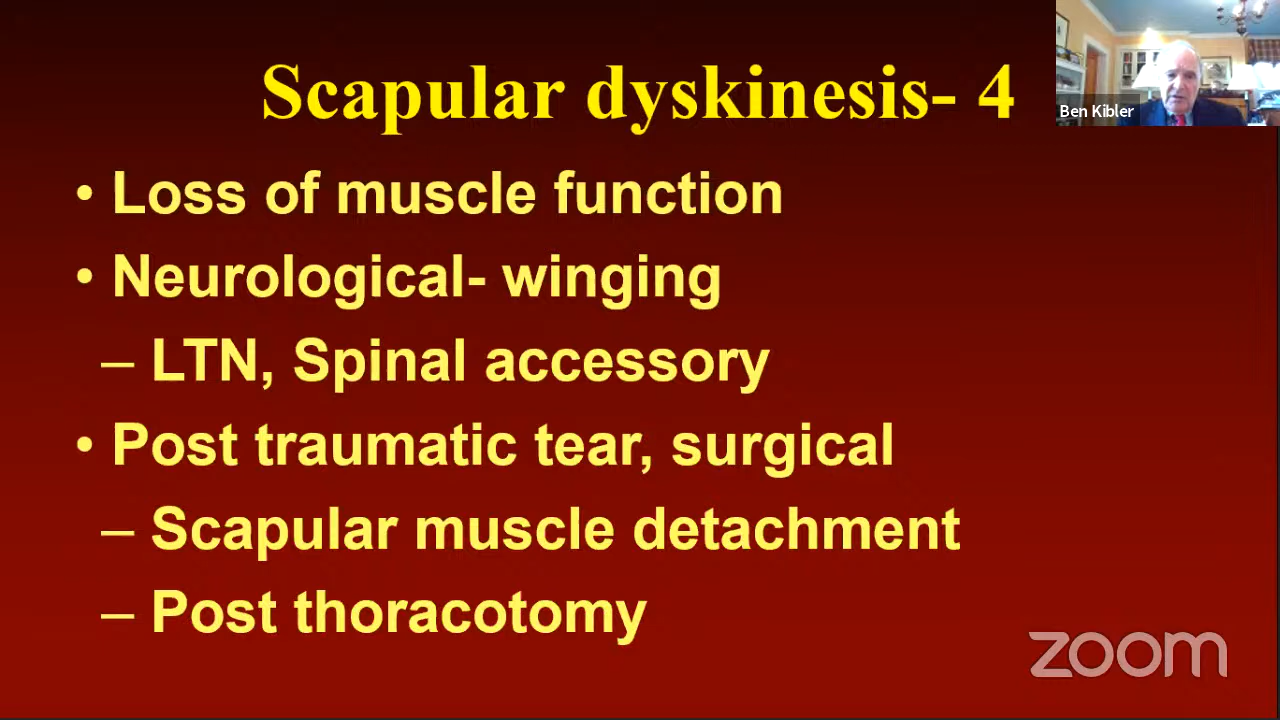 Scapular dyskinesis- 4
Ben Kibler
• Loss of muscle function
• Neurological- winging
– LTN, Spinal accessory
• Post traumatic tear, surgical
– Scapular muscle detachment
– Post thoracotomy
zoom